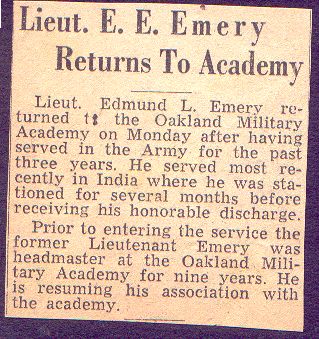 Lieut. E. E. Emery
Returns To Academy
Lieut. Edmund L. Emery re-
turned to the Oakland Military
Academy on Monday after having
served in the Army for the past
three years. He served most re-
cently in India where he was sta-
tioned for several months before
receiving his honorable discharge.
Prior to entering the service the
former Lieutenant Emery was
headmaster at the Oakland Mili-
tary Academy for nine years. He
is resuming his association with
the academy.